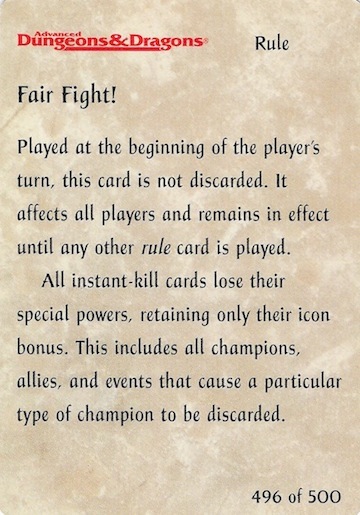 Advanced
Dungeons&Dragons®
Rule
Fair Fight!
Played at the beginning of the player's
turn, this card is not discarded. It
affects all players and remains in effect
until any other rule card is played.
All instant-kill cards lose their
special powers, retaining only their icon
bonus. This includes all champions,
allies, and events that cause a particular
type of champion to be discarded.
496 of 500